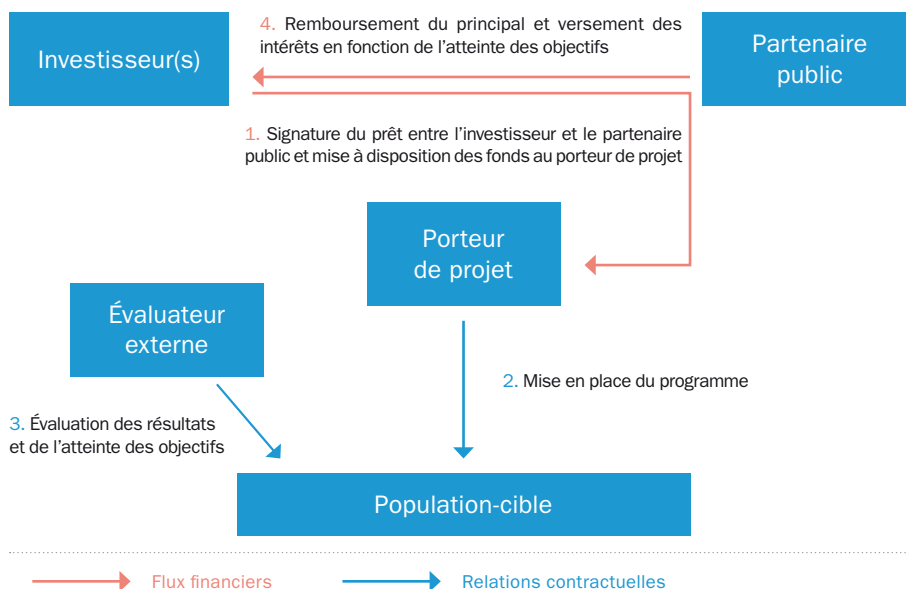 4. Remboursement du principal et versement des
intérêts en fonction de l’atteinte des objectifs
Investisseur(s)
Partenaire
public
1. Signature du prêt entre l’investisseur et le partenaire
public et mise à disposition des fonds au porteur de projet
Porteur
de projet
Évaluateur
externe
2. Mise en place du programme
3. Évaluation des résultats
et de l’atteinte des objectifs
Population-cible
Flux financiers
Relations contractuelles